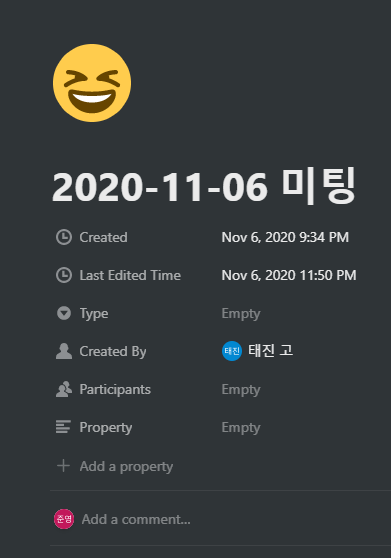 2020-11-06 미팅
Created Nov 6, 2020 9:34 PM
Last Edited Time Nov 6, 2020 11:50 PM
Type Empty
Created By 태진 태진 고
Participants Empty
Property Empty
+ Add a property
준영 Add a comment...